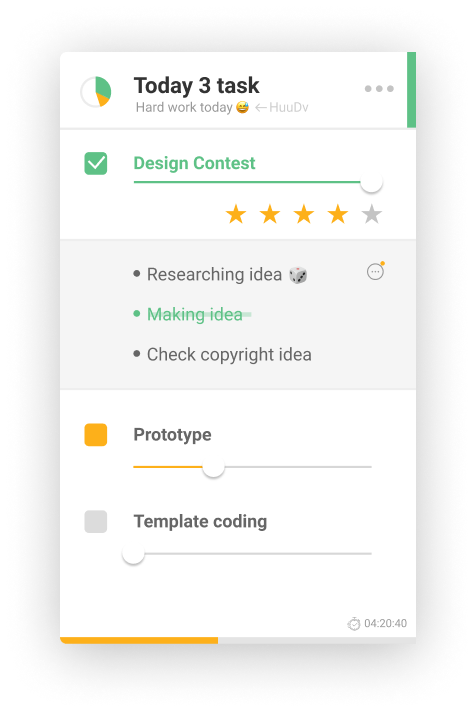 Today 3 task
Hard work today 😅 ← HuuDv
Design Contest
Researching idea 🎲
Making idea
Check copyright idea
Prototype
Template coding
04:20:40